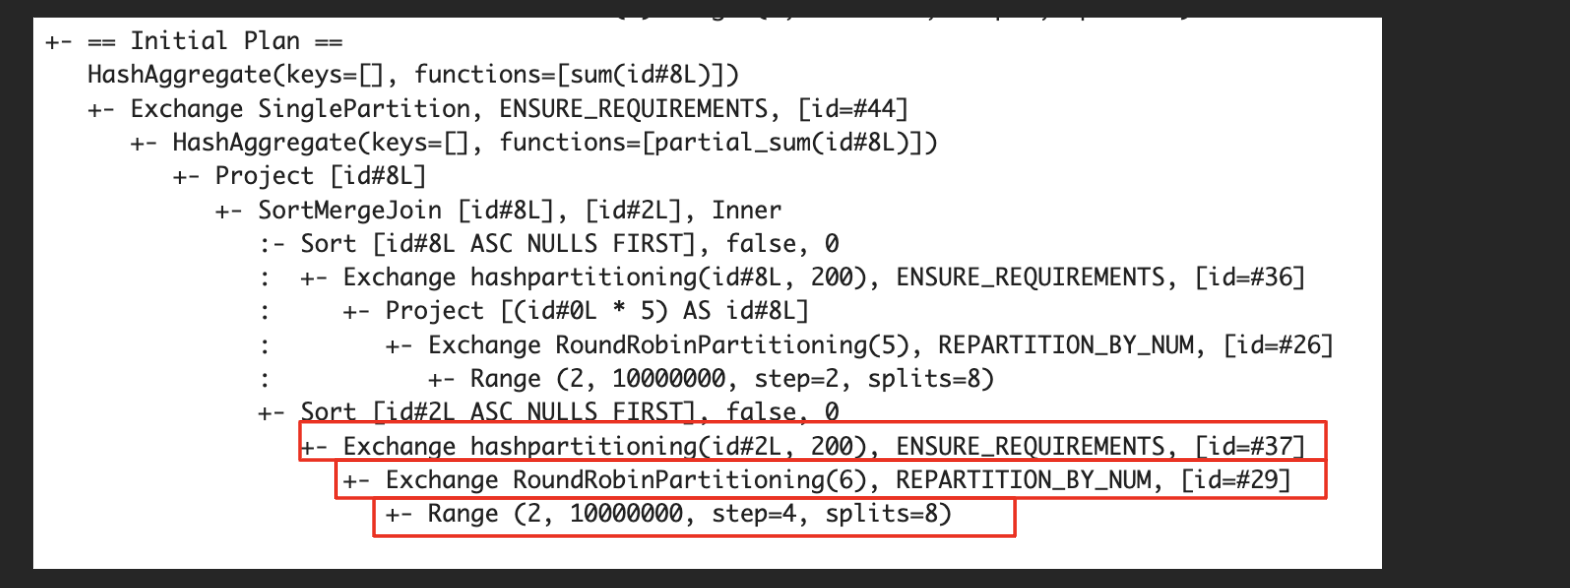 +- == Initial Plan ==
HashAggregate(keys=[], functions=[sum(id#8L)])
+- Exchange SinglePartition, ENSURE_REQUIREMENTS, [id=#44]
+- HashAggregate(keys=[], functions=[partial_sum(id#8L)])
+- Project [id#8L]
+- SortMergeJoin [id#8L], [id#2L], Inner
:- Sort [id#8L ASC NULLS FIRST], false, 0
: +- Exchange hashpartitioning(id#8L, 200), ENSURE_REQUIREMENTS, [id=#36]
: +- Project [(id#0L * 5) AS id#8L]
: +- Exchange RoundRobinPartitioning(5), REPARTITION_BY_NUM, [id=#26]
: +- Range (2, 10000000, step=2, splits=8)
+- Sort [id#2L ASC NULLS FIRST], false, 0
+- Exchange hashpartitioning(id#2L, 200), ENSURE_REQUIREMENTS, [id=#37]
+- Exchange RoundRobinPartitioning(6), REPARTITION_BY_NUM, [id=#29]
+- Range (2, 10000000, step=4, splits=8)